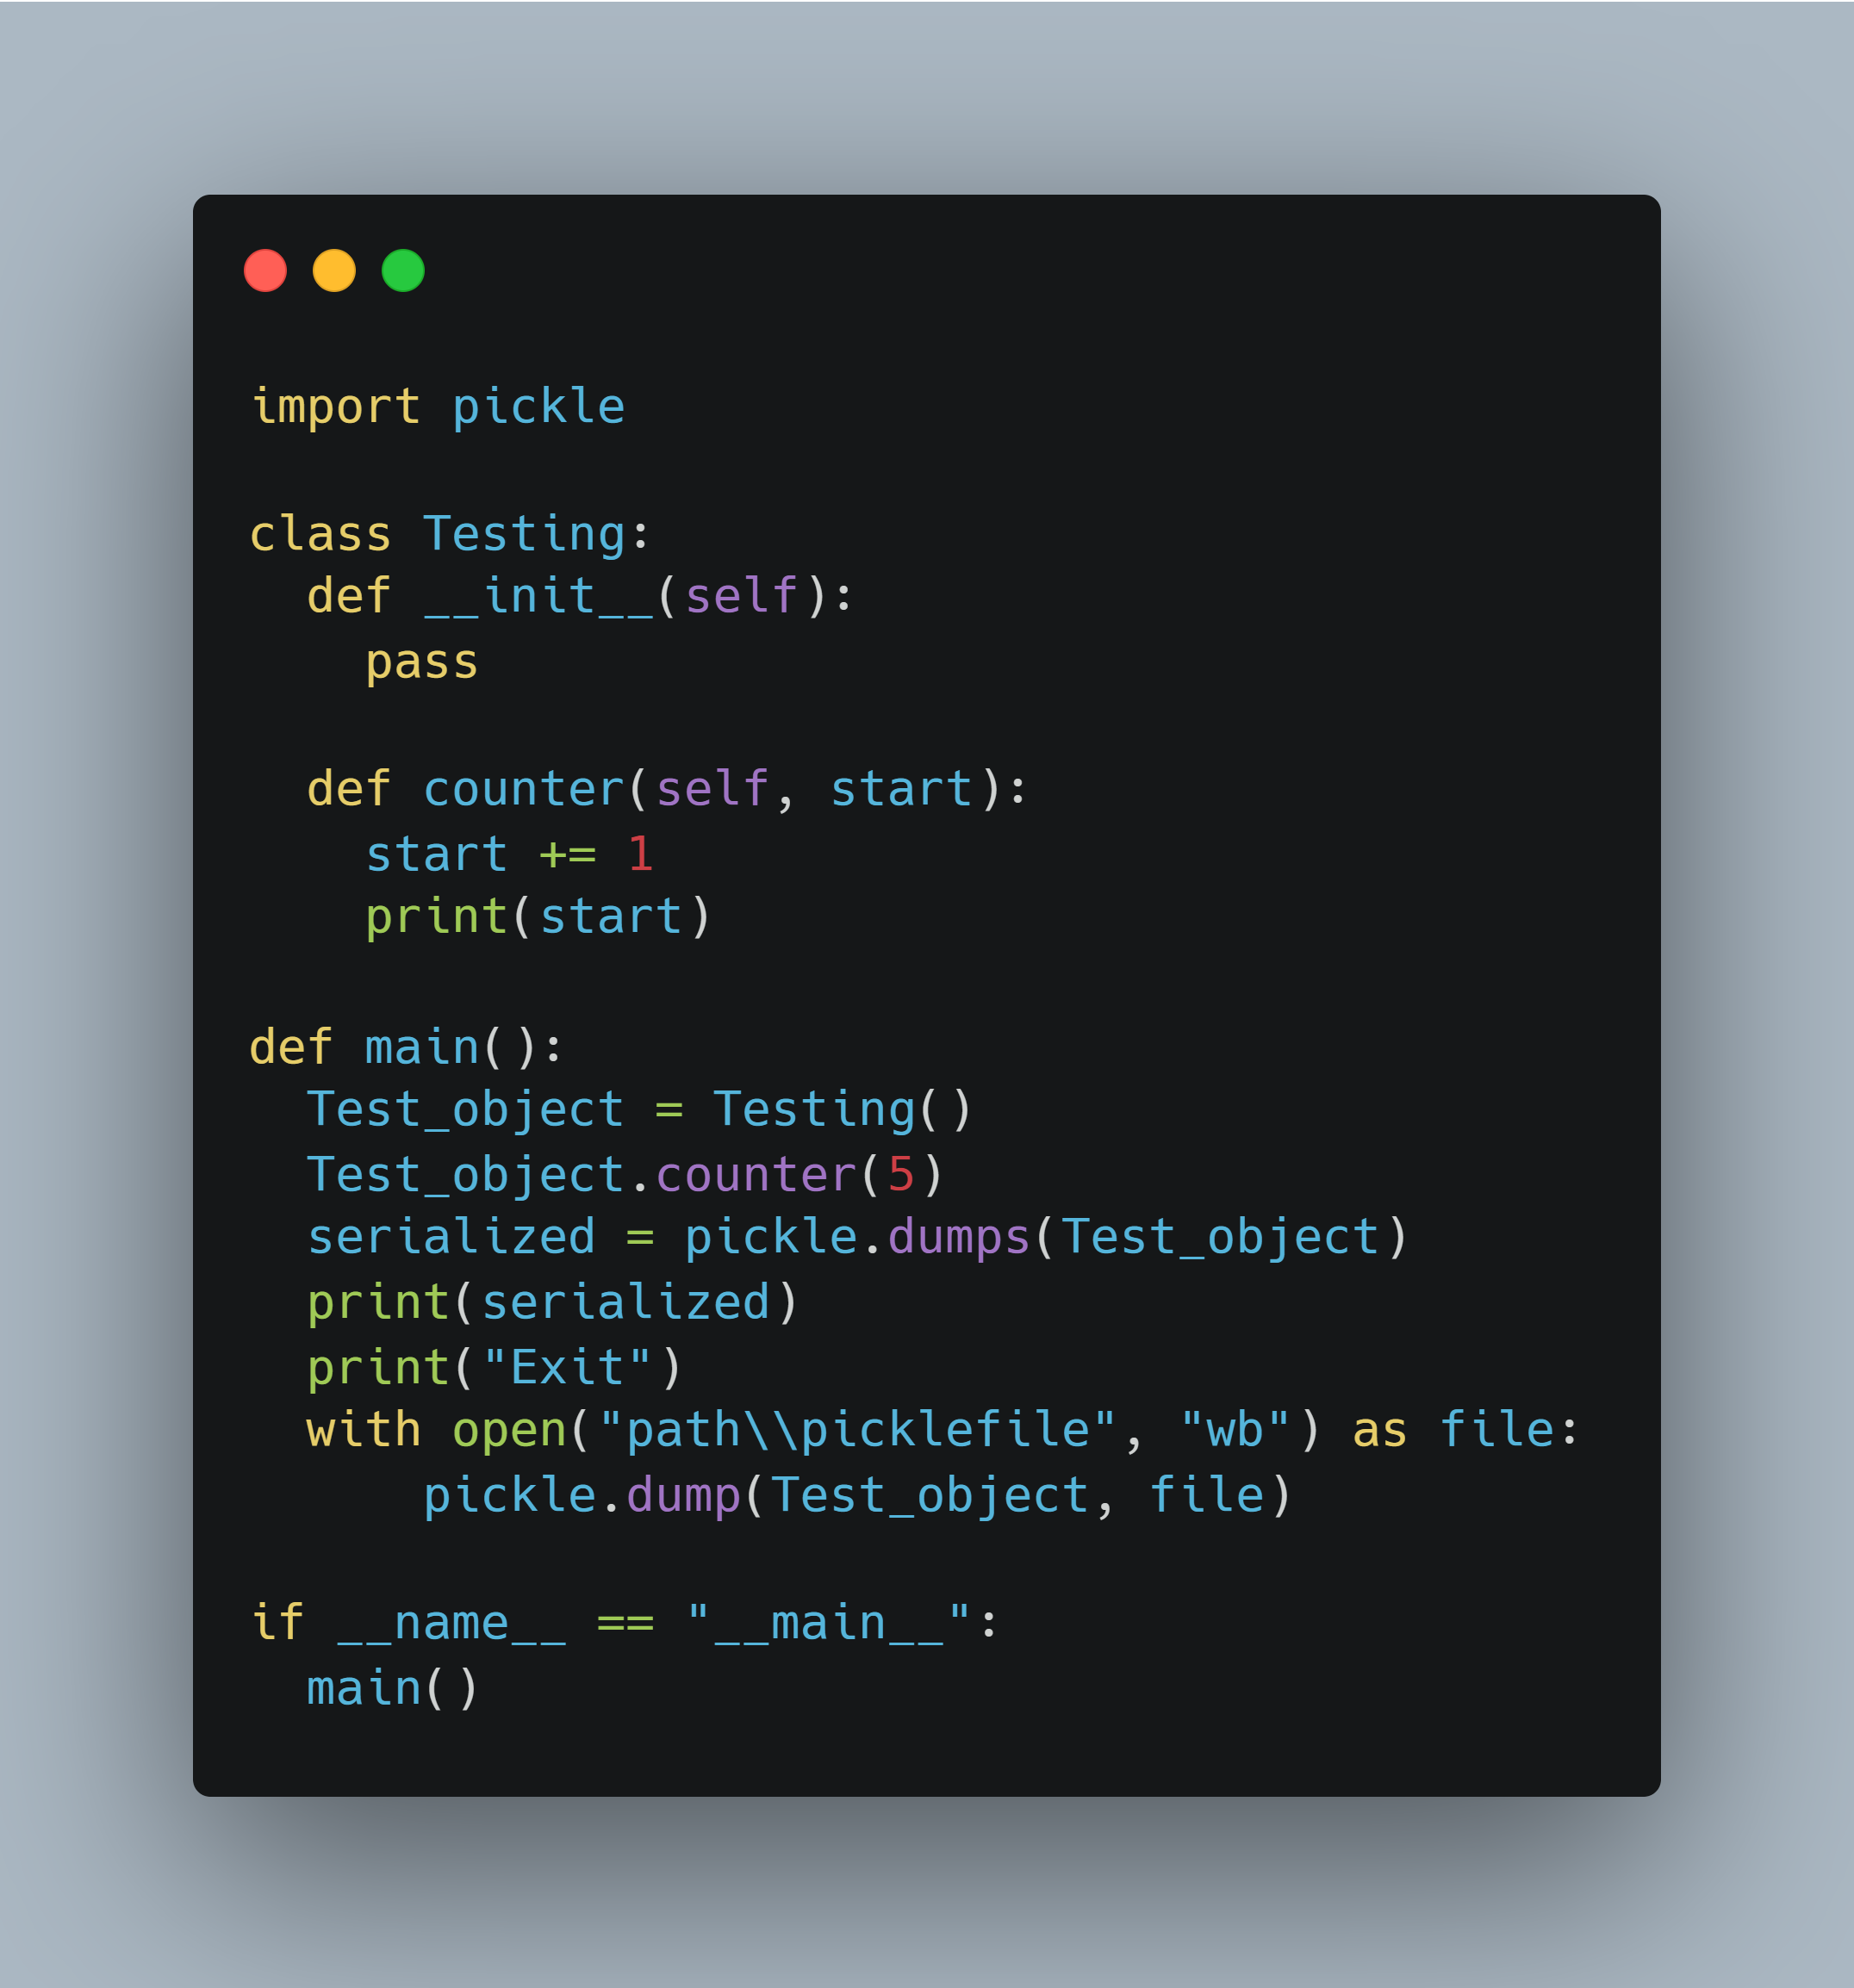 import pickle

class Testing:
  def __init__(self):
    pass

  def counter(self, start):
    start += 1
    print(start)

def main():
  Test_object = Testing()
  Test_object.counter(5)
  serialized = pickle.dumps(Test_object)
  print(serialized)
  print("Exit")
  with open("path\\picklefile", "wb") as file:
      pickle.dump(Test_object, file)

if __name__ == "__main__":
  main()